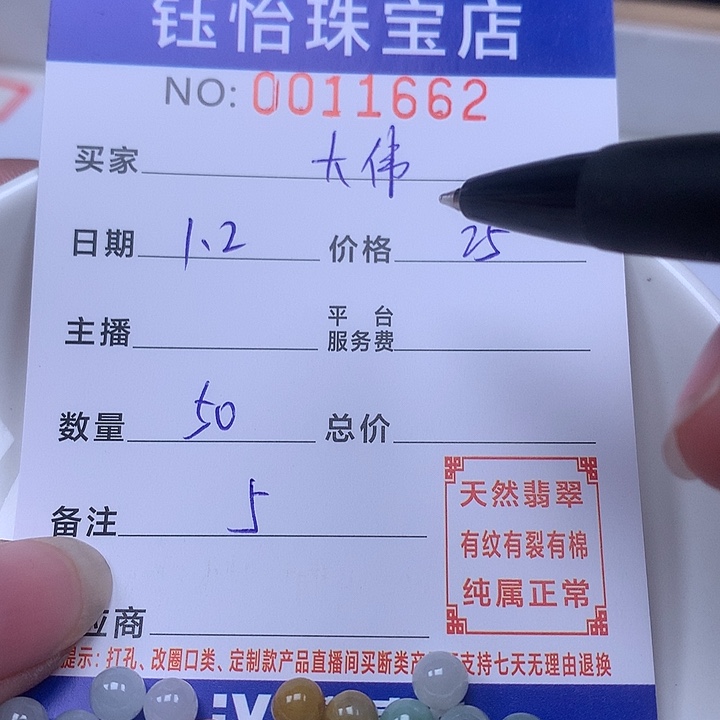 钰怡珠宝店
NO: 0011662
买家 大伟
日期 1.2 价格 25
主播 平台服务费
数量 50 总价
备注 5
天然翡翠
有纹有裂有棉
纯属正常
应商
提示：打孔、改圈口类、定制款产品直播间买断类产 支持七天无理由退换